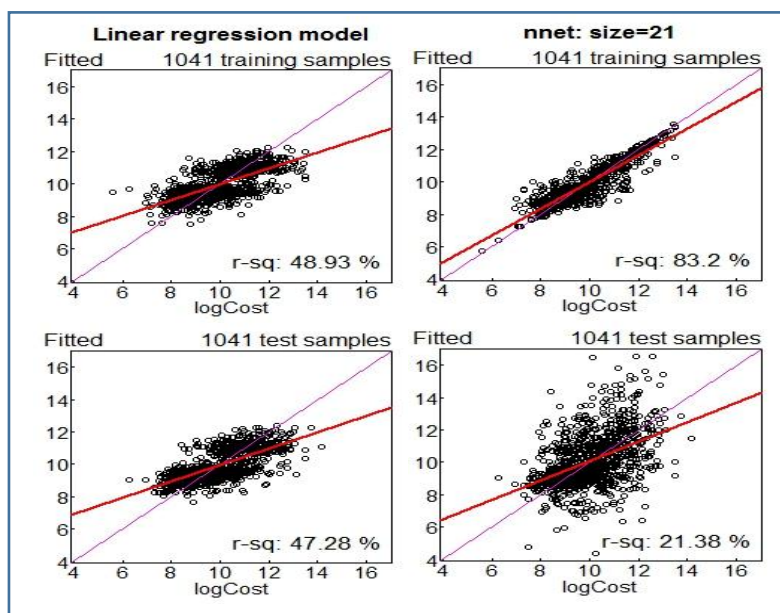 Linear regression model
nnet: size=21
Fitted 1041 training samples
16
14
12
10
8
6
4
r-sq: 48.93 %
4 6 8 10 12 16
logCost
Fitted 1041 training samples
16
14
12
10
8
6
4
r-sq: 83.2 %
4 6 8 10 12 16
logCost
Fitted 1041 test samples
16
14
12
10
8
6
4
r-sq: 47.28 %
4 6 8 10 12 16
logCost
Fitted 1041 test samples
16
14
12
10
8
6
4
r-sq: 21.38 %
4 6 8 10 12 16
logCost